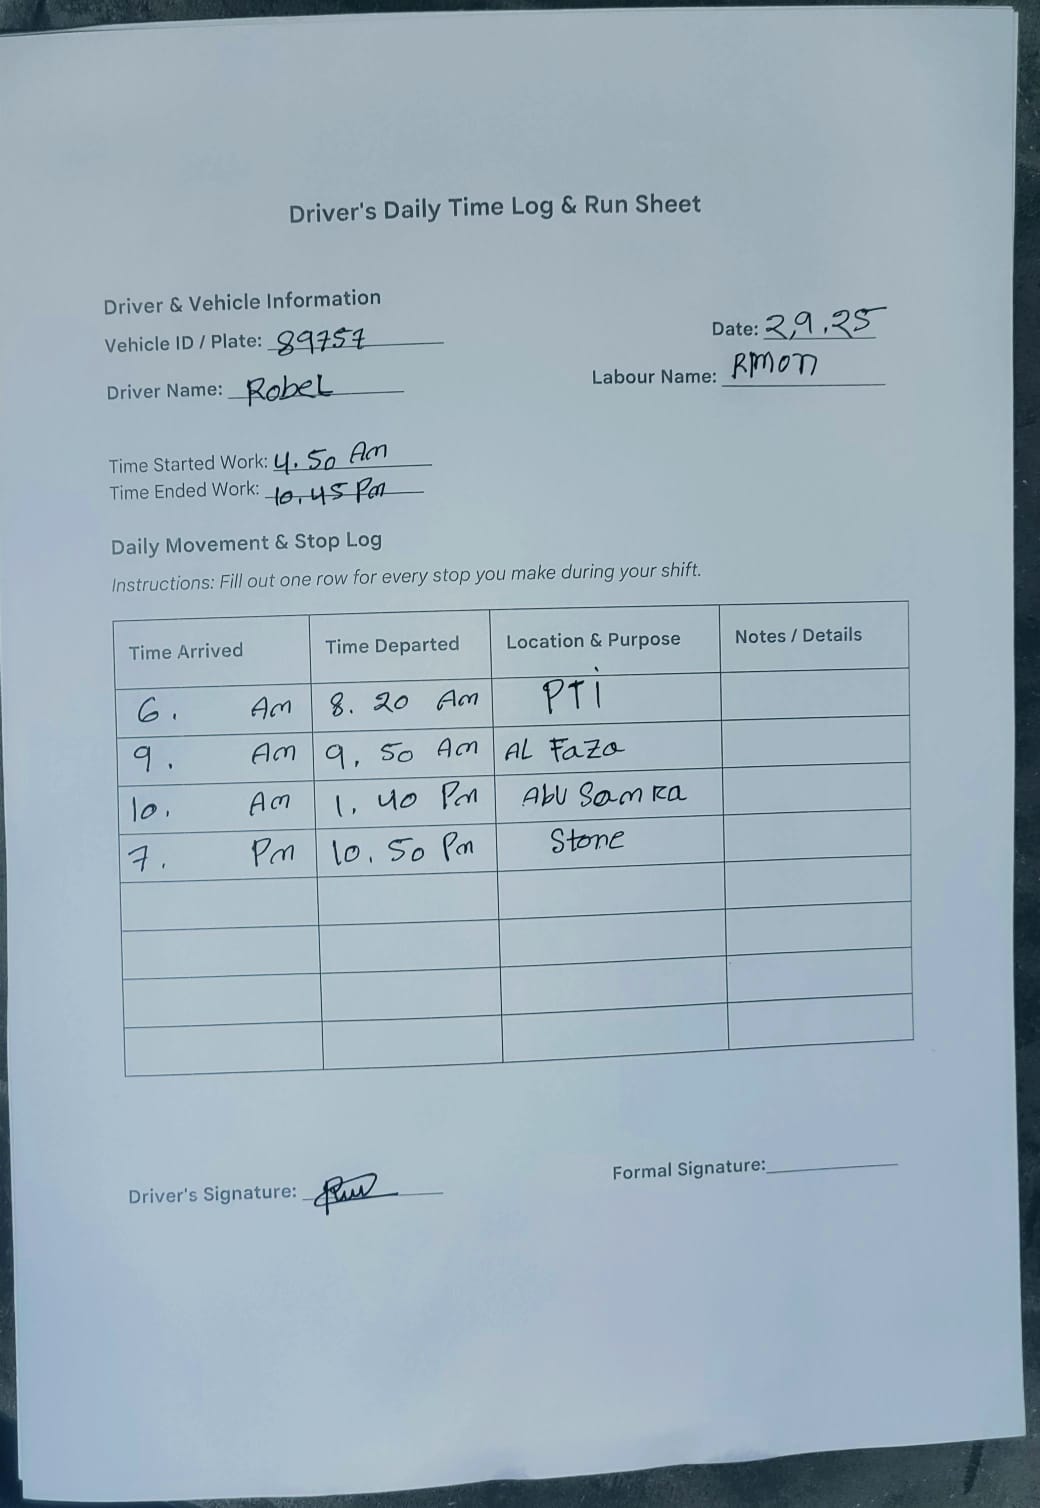 Driver's Daily Time Log & Run Sheet
Driver & Vehicle Information
Vehicle ID / Plate: 89757
Date: 2,9.25
Driver Name: Robel
Labour Name: RMON
Time Started Work: 4.50 Am
Time Ended Work: 10.45 Pm
Daily Movement & Stop Log
Instructions: Fill out one row for every stop you make during your shift.
Time Arrived Time Departed Location & Purpose Notes / Details
6. Am 8. 20 Am PTi
9. Am 9, 50 Am AL Faza
10. Am 1. 40 Pm Abu Samra
7. Pm 10. 50 Pm Stone
Formal Signature:
Driver's Signature: